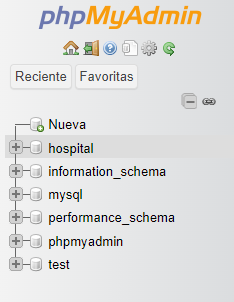 phpMyAdmin
Reciente Favoritas
Nueva
hospital
information_schema
mysql
performance_schema
phpmyadmin
test